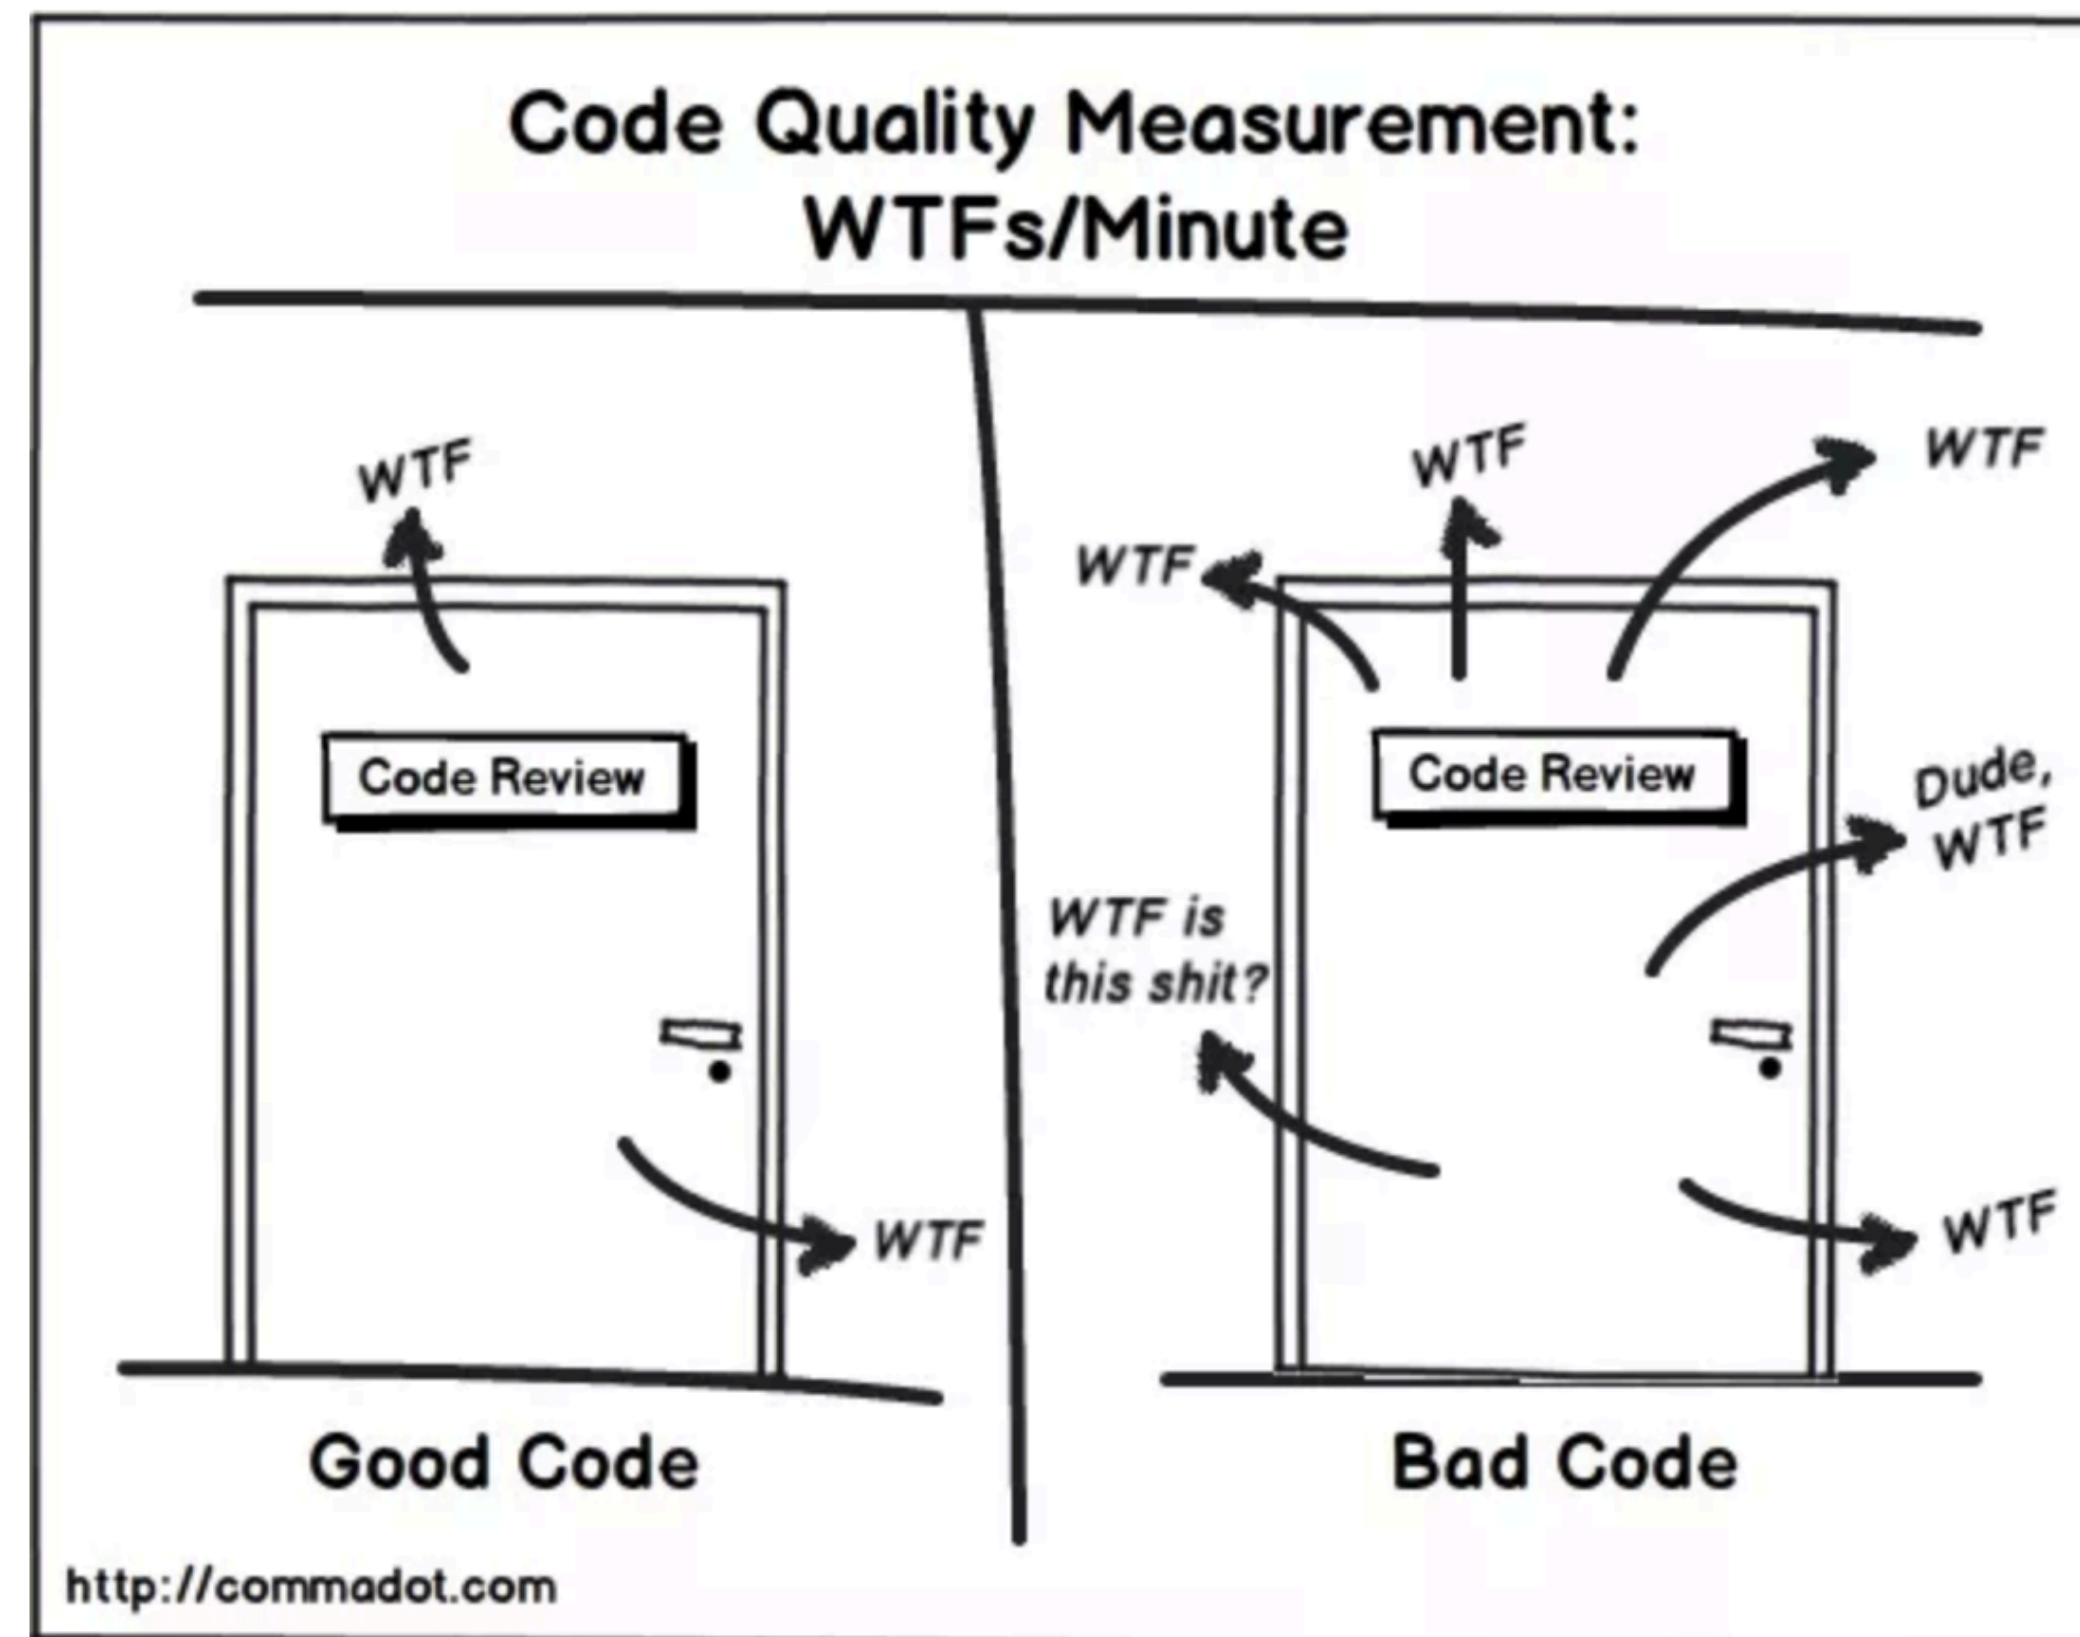 Code Quality Measurement:
WTFs/Minute
WTF
Code Review
WTF
Good Code
WTF
WTF
WTF
Code Review
Dude,
WTF
WTF is
this shit?
WTF
Bad Code
http://commadot.com